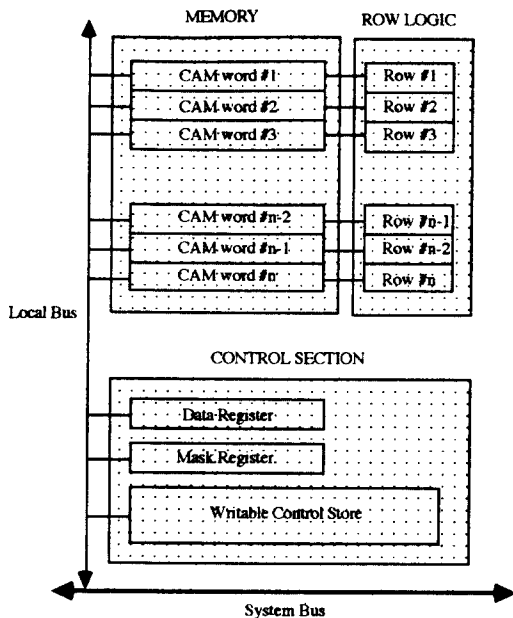 MEMORY ROW LOGIC
CAM word #1 Row #1
CAM word #2 Row #2
CAM word #3 Row #3
CAM word #n-2 Row #n-1
CAM word #n-1 Row #n-2
CAM word #n Row #n
Local Bus
CONTROL SECTION
Data Register
Mask Register
Writable Control Store
System Bus